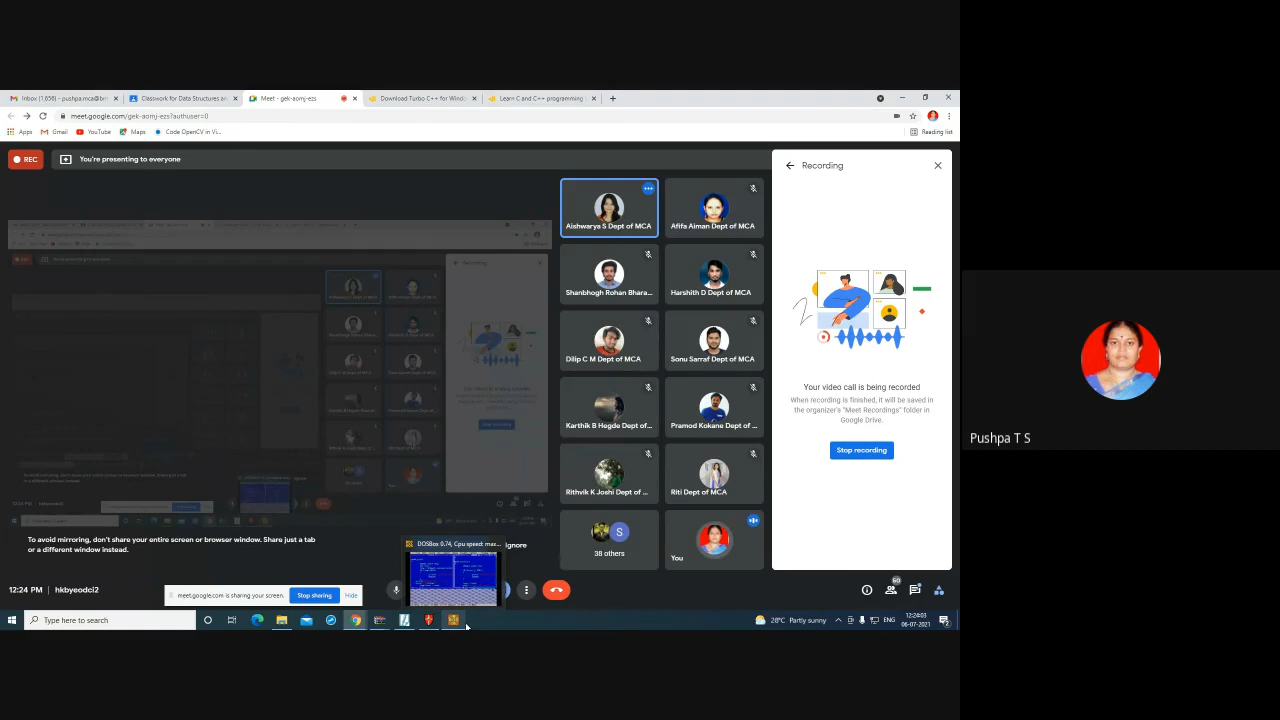 Inbox (1,656) – pushpa.mca@bm
Classwork for Data Structures an
Meet - gek-aomj-ezs
Download Turbo C++ for Windo
Learn C and C++ programming
meet.google.com/gek-aomj-ezs?authuser=0
Apps
Gmail
YouTube
Maps
Code OpenCV in Vi...
Reading list
REC
You're presenting to everyone
Recording
Aishwarya S Dept of MCA
Afifa Aiman Dept of MCA
Shanbhogh Rohan Bhara...
Harshith D Dept of MCA
Dilip C M Dept of MCA
Sonu Sarraf Dept of MCA
Karthik B Hegde Dept of...
Pramod Kokane Dept of ...
Rithvik K Joshi Dept of ...
Riti Dept of MCA
S
38 others
You
Your video call is being recorded
When recording is finished, it will be saved
in the organizer's "Meet Recordings" folder in
Google Drive.
Stop recording
To avoid mirroring, don't share your entire screen or browser window. Share just a tab
or a different window instead.
Ignore
DOSBox 0.74, Cpu speed: max...
12:24 PM
hkbyeodci2
meet.google.com is sharing your screen.
Stop sharing
Hide
50
Type here to search
28°C Partly sunny
ENG
12:24:03
06-07-2021
Pushpa T S